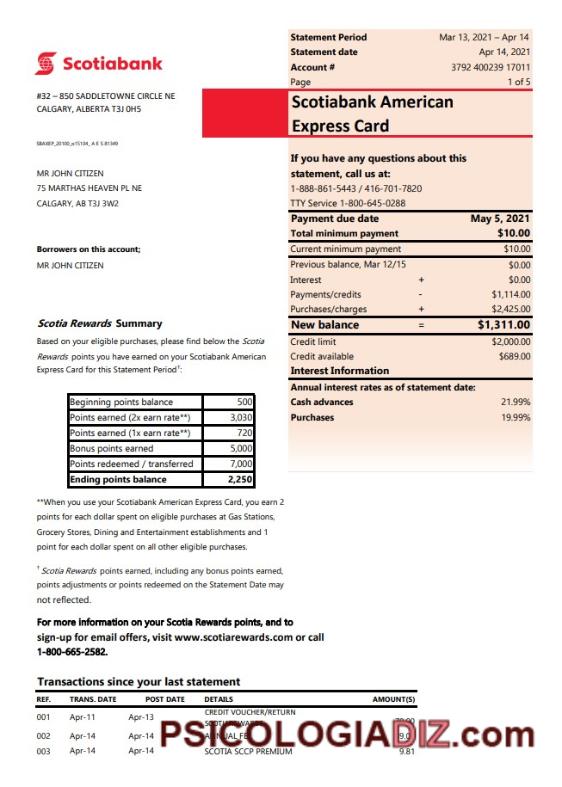 Scotiabank
#32 – 850 SADDLETOWNE CIRCLE NE
CALGARY, ALBERTA T3J 0H5
MR JOHN CITIZEN
75 MARTHAS HEAVEN PL NE
CALGARY, AB T3J 3W2
Borrowers on this account;
MR JOHN CITIZEN
Statement Period Mar 13, 2021 – Apr 14
Statement date Apr 14, 2021
Account # 3792 400239 17011
Page 1 of 5
Scotiabank American
Express Card
If you have any questions about this
statement, call us at:
1-888-861-5443 / 416-701-7820
TTY Service 1-800-645-0288
Payment due date May 5, 2021
Total minimum payment $10.00
Current minimum payment $10.00
Previous balance, Mar 12/15 $0.00
Interest + $0.00
Payments/credits - $1,114.00
Purchases/charges + $2,425.00
New balance = $1,311.00
Credit limit $2,000.00
Credit available $689.00
Interest Information
Annual interest rates as of statement date:
Cash advances 21.99%
Purchases 19.99%
Scotia Rewards Summary
Based on your eligible purchases, please find below the Scotia
Rewards points you have earned on your Scotiabank American
Express Card for this Statement Period†:
Beginning points balance 500
Points earned (2x earn rate**) 3,030
Points earned (1x earn rate**) 720
Bonus points earned 5,000
Points redeemed / transferred 7,000
Ending points balance 2,250
**When you use your Scotiabank American Express Card, you earn 2
points for each dollar spent on eligible purchases at Gas Stations,
Grocery Stores, Dining and Entertainment establishments and 1
point for each dollar spent on all other eligible purchases.
† Scotia Rewards points earned, including any bonus points earned,
points adjustments or points redeemed on the Statement Date may
not reflected.
For more information on your Scotia Rewards points, and to
sign-up for email offers, visit www.scotiarewards.com or call
1-800-665-2582.
Transactions since your last statement
REF. TRANS. DATE POST DATE DETAILS AMOUNT(S)
001 Apr-11 Apr-13 CREDIT VOUCHER/RETURN
002 Apr-14 Apr-14
003 Apr-14 Apr-14 SCOTIA SCCP PREMIUM 9.81
PSICOLOGIADIZ.com